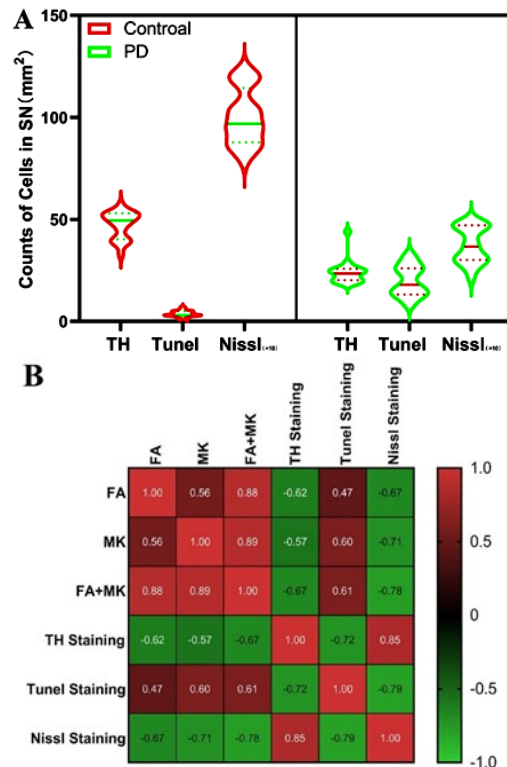 A
Controal
PD
Counts of Cells in SN(mm²)
150
100
50
0
TH Tunel Nissl(×10) TH Tunel Nissl(×10)
B
FA MK FA+MK TH Staining Tunel Staining Nissl Staining
FA 1.00 0.56 0.88 -0.62 0.47 -0.67
MK 0.56 1.00 0.89 -0.57 0.60 -0.71
FA+MK 0.88 0.89 1.00 -0.67 0.61 -0.78
TH Staining -0.62 -0.57 -0.67 1.00 -0.72 0.85
Tunel Staining 0.47 0.60 0.61 -0.72 1.00 -0.79
Nissl Staining -0.67 -0.71 -0.78 0.85 -0.79 1.00
1.0
0.5
0
-0.5
-1.0